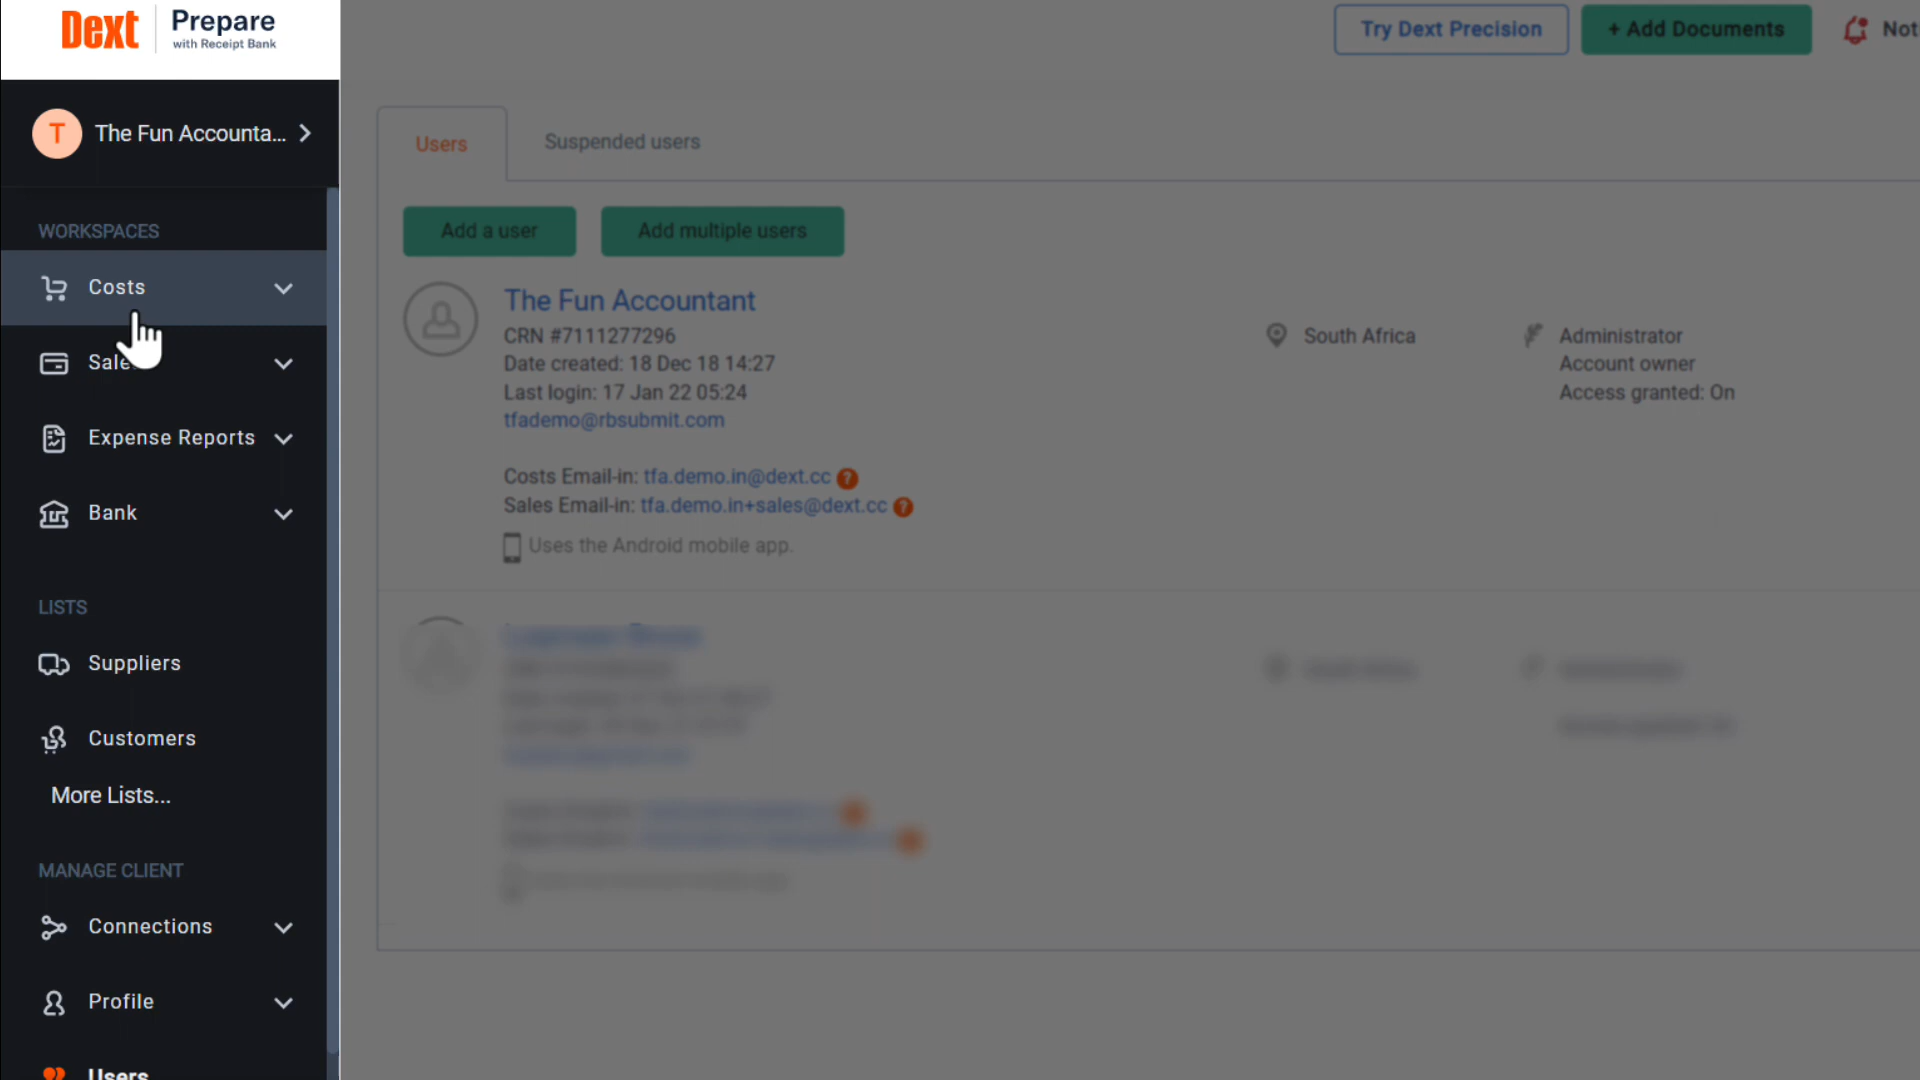 Dext
Prepare
with Receipt Bank
Try Dext Precision
+ Add Documents
T
The Fun Accounta...
WORKSPACES
Costs
Expense Reports
Bank
LISTS
Suppliers
Customers
More Lists...
MANAGE CLIENT
Connections
Profile
Users
Users
Suspended users
Add a user
Add multiple users
The Fun Accountant
CRN #7111277296
Date created: 18 Dec 18 14:27
Last login: 17 Jan 22 05:24
tfademo@rbsubmit.com
Costs Email-in: tfa.demo.in@dext.cc ?
Sales Email-in: tfa.demo.in+sales@dext.cc ?
Uses the Android mobile app.
South Africa
Administrator
Account owner
Access granted: On